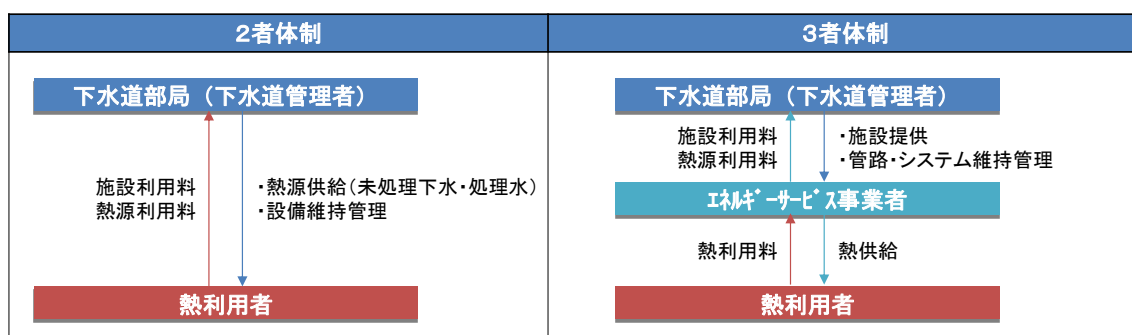 2者体制
下水道部局（下水道管理者）
施設利用料
熱源利用料
・熱源供給（未処理下水・処理水）
・設備維持管理
熱利用者
3者体制
下水道部局（下水道管理者）
施設利用料
熱源利用料
・施設提供
・管路・システム維持管理
ｴﾈﾙｷﾞｰｻｰﾋﾞｽ事業者
熱利用料
熱供給
熱利用者